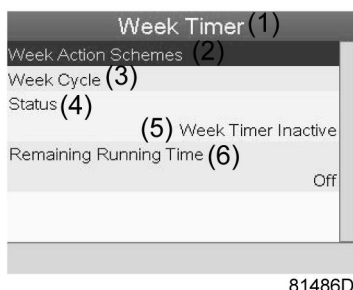 Week Timer (1)
Week Action Schemes (2)
Week Cycle (3)
Status (4)
(5) Week Timer Inactive
Remaining Running Time (6)
Off
81486D